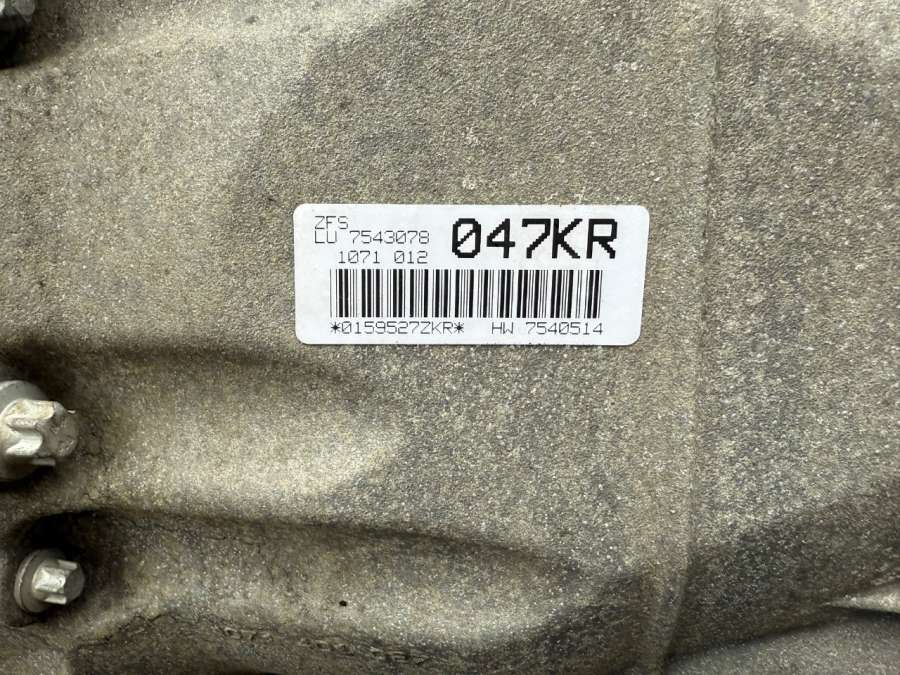 ZFS
LU 7543078 047KR
1071 012
*0159527ZKR* HW 7540514